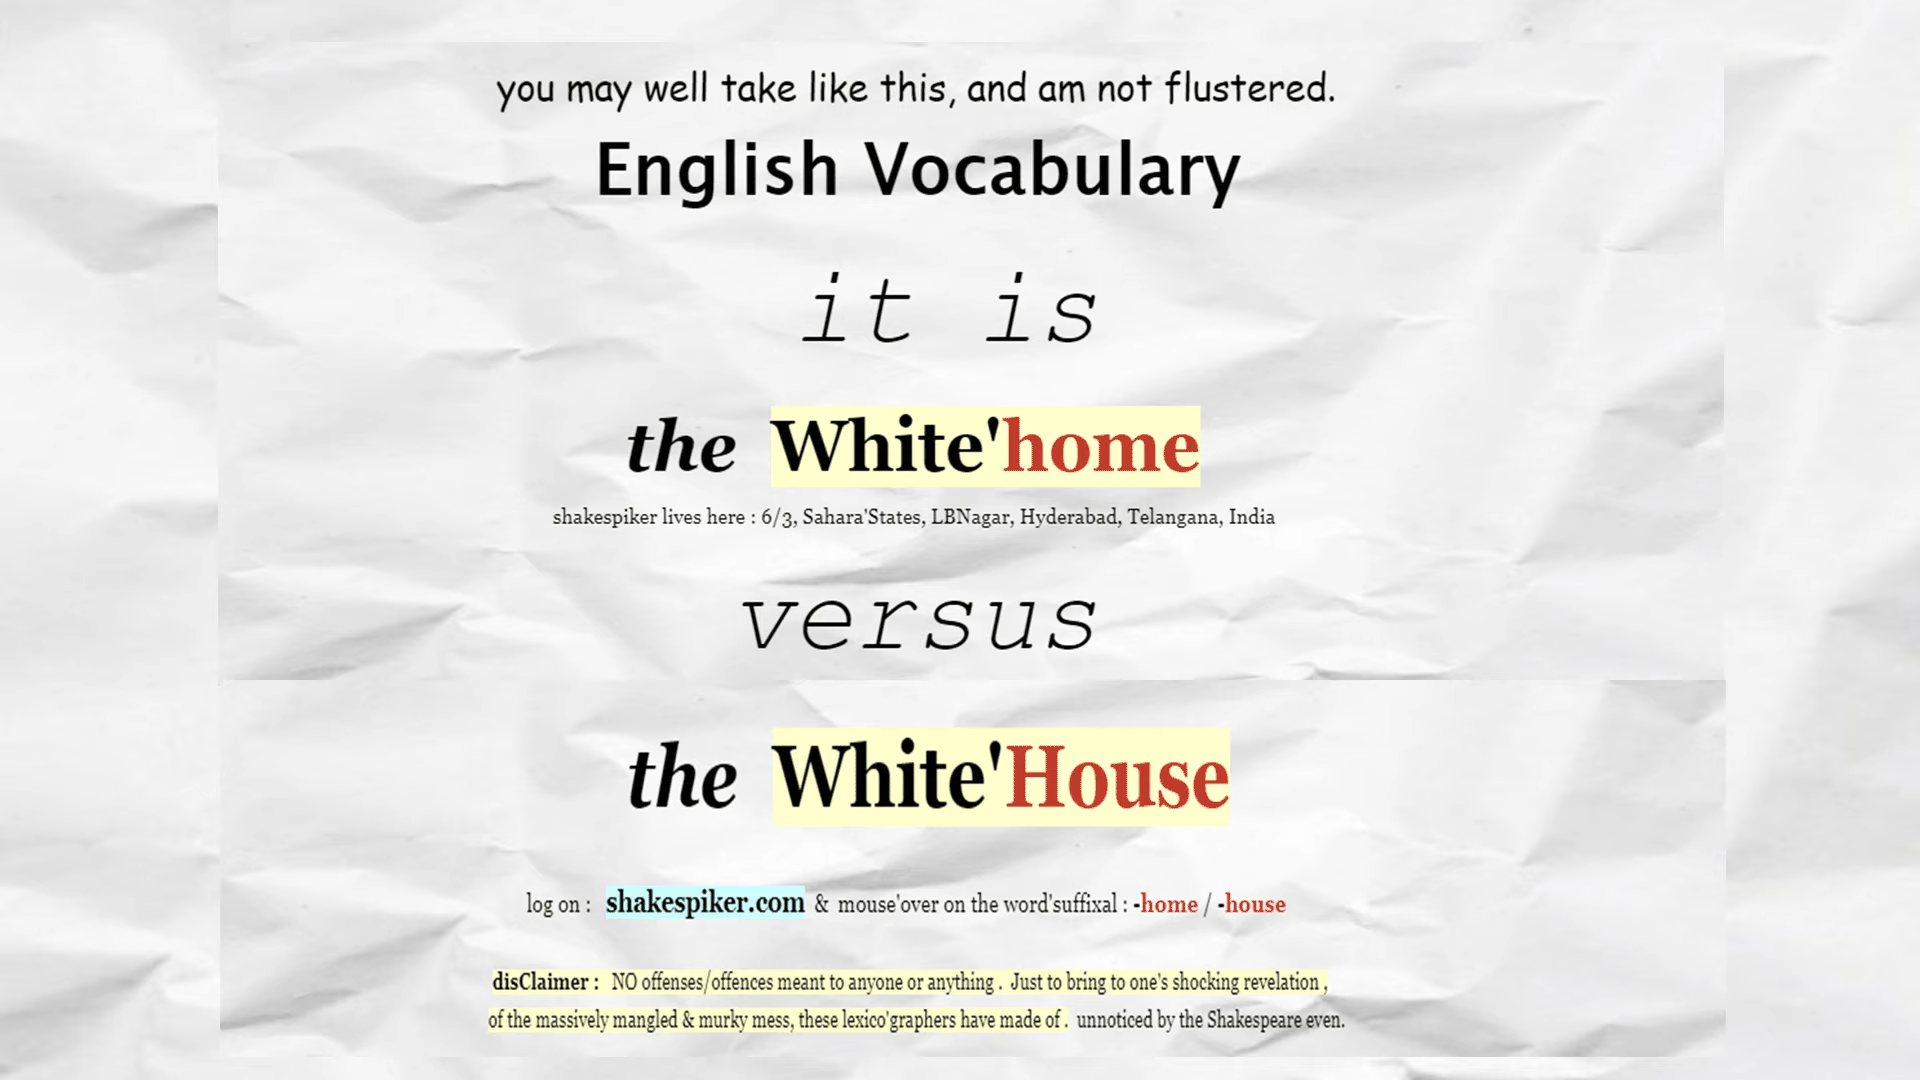 you may well take like this, and am not flustered.
English Vocabulary
it is
the White'home
shakespiker lives here : 6/3, Sahara'States, LBNagar, Hyderabad, Telangana, India
versus
the White'House
log on : shakespiker.com & mouse'over on the word'suffixal : -home / -house
disClaimer : NO offenses/offences meant to anyone or anything . Just to bring to one's shocking revelation ,
of the massively mangled & murky mess, these lexico'graphers have made of . unnoticed by the Shakespeare even.